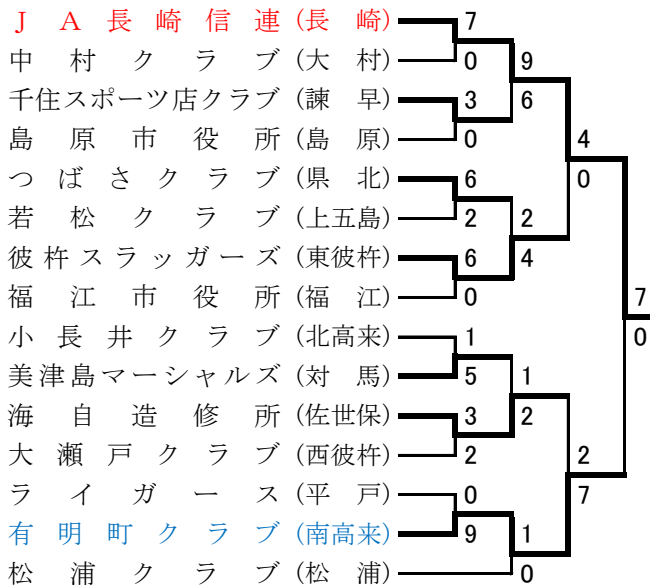 JA長崎信連(長崎) 7
中村クラブ(大村) 0 9
千住スポーツ店クラブ(諫早) 3 6
島原市役所(島原) 0 4
つばさクラブ(県北) 6 0
若松クラブ(上五島) 2 2
彼杵スラッガーズ(東彼杵) 6 4
福江市役所(福江) 0 7
小長井クラブ(北高来) 1 0
美津島マーシャルズ(対馬) 5 1
海自造修所(佐世保) 3 2
大瀬戸クラブ(西彼杵) 2 2
ライガース(平戸) 0 7
有明町クラブ(南高来) 9 1
松浦クラブ(松浦) 0